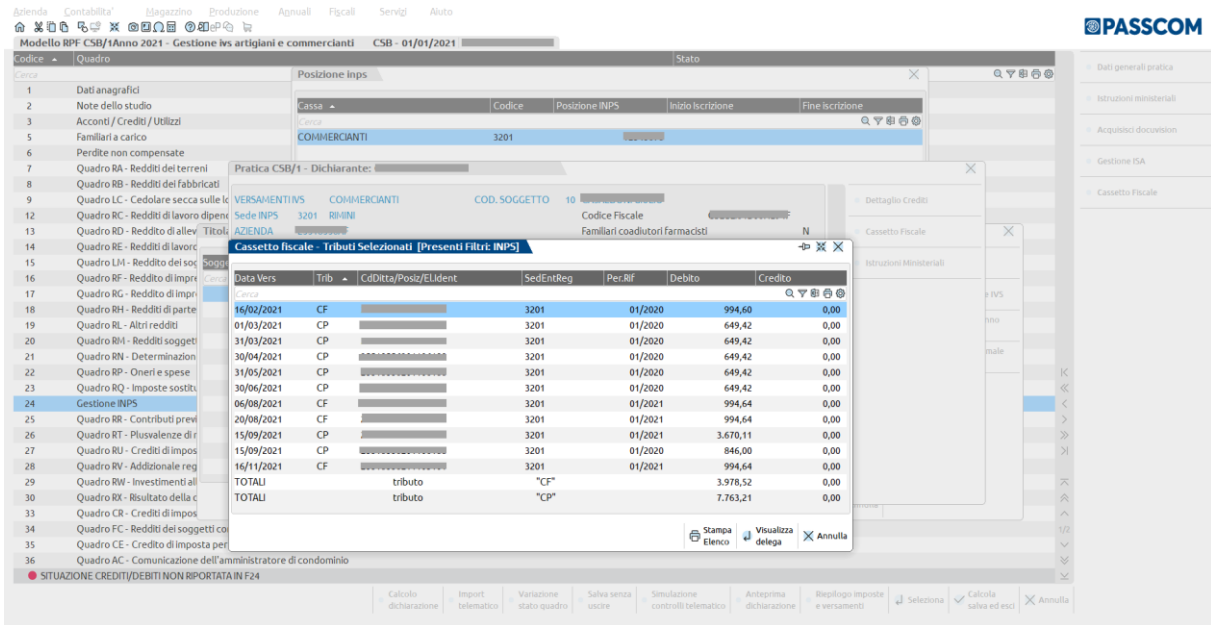 Azienda Contabilita' Magazzino Produzione Annuali Fiscali Servizi Aiuto
PASSCOM
Modello RPF CSB/1Anno 2021 - Gestione ivs artigiani e commercianti CSB - 01/01/2021
Codice Quadro Stato
Cerca
1 Dati anagrafici
2 Note dello studio
3 Acconti / Crediti / Utilizzi
5 Familiari a carico
6 Perdite non compensate
7 Quadro RA - Redditi dei terreni
8 Quadro RB - Redditi dei fabbricati
9 Quadro LC - Cedolare secca sulle lo
12 Quadro RC - Redditi di lavoro dipend
13 Quadro RD - Reddito di allev
14 Quadro RE - Redditi di lavoro
15 Quadro LM - Reddito dei sog
16 Quadro RF - Reddito di impre
17 Quadro RG - Reddito di impre
18 Quadro RH - Redditi di parte
19 Quadro RL - Altri redditi
20 Quadro RM - Redditi soggett
21 Quadro RN - Determinazion
22 Quadro RP - Oneri e spese
23 Quadro RQ - Imposte sostitu
24 Gestione INPS
25 Quadro RR - Contributi previ
26 Quadro RT - Plusvalenze di n
27 Quadro RU - Crediti di impos
28 Quadro RV - Addizionale reg
29 Quadro RW - Investimenti al
30 Quadro RX - Risultato della d
33 Quadro CR - Crediti di impos
34 Quadro FC - Redditi dei soggetti co
35 Quadro CE - Credito di imposta per
36 Quadro AC - Comunicazione dell'amministratore di condominio
SITUAZIONE CREDITI/DEBITI NON RIPORTATA IN F24
Posizione inps
Cassa Codice Posizione INPS Inizio Iscrizione Fine iscrizione
Cerca
COMMERCIANTI 3201
Pratica CSB/1 - Dichiarante:
VERSAMENTI IVS COMMERCIANTI COD. SOGGETTO 10
Sede INPS 3201 RIMINI Codice Fiscale
AZIENDA Familiari coadiutori farmacisti N
Dettaglio Crediti
Cassetto Fiscale
Istruzioni Ministeriali
Titola
Sogge
Cerca
e IVS
nno
male
Cassetto fiscale - Tributi Selezionati [Presenti Filtri: INPS]
Data Vers Trib CdDitta/Posiz/El.Ident SedEntReg Per.Rif Debito Credito
Cerca
16/02/2021 CF 3201 01/2020 994,60 0,00
01/03/2021 CP 3201 01/2020 649,42 0,00
31/03/2021 CP 3201 01/2020 649,42 0,00
30/04/2021 CP 3201 01/2020 649,42 0,00
31/05/2021 CP 3201 01/2020 649,42 0,00
30/06/2021 CP 3201 01/2020 649,42 0,00
06/08/2021 CF 3201 01/2021 994,64 0,00
20/08/2021 CF 3201 01/2021 994,64 0,00
15/09/2021 CP 3201 01/2021 3.670,11 0,00
15/09/2021 CP 3201 01/2020 846,00 0,00
16/11/2021 CF 3201 01/2021 994,64 0,00
TOTALI tributo "CF" 3.978,52 0,00
TOTALI tributo "CP" 7.763,21 0,00
Stampa Elenco Visualizza delega Annulla
Dati generali pratica
Istruzioni ministeriali
Acquisisci docuvision
Gestione ISA
Cassetto Fiscale
1/2
Calcolo dichiarazione Import telematico Variazione stato quadro Salva senza uscire Simulazione controlli telematico Anteprima dichiarazione Riepilogo imposte e versamenti Seleziona Calcola salva ed esci Annulla